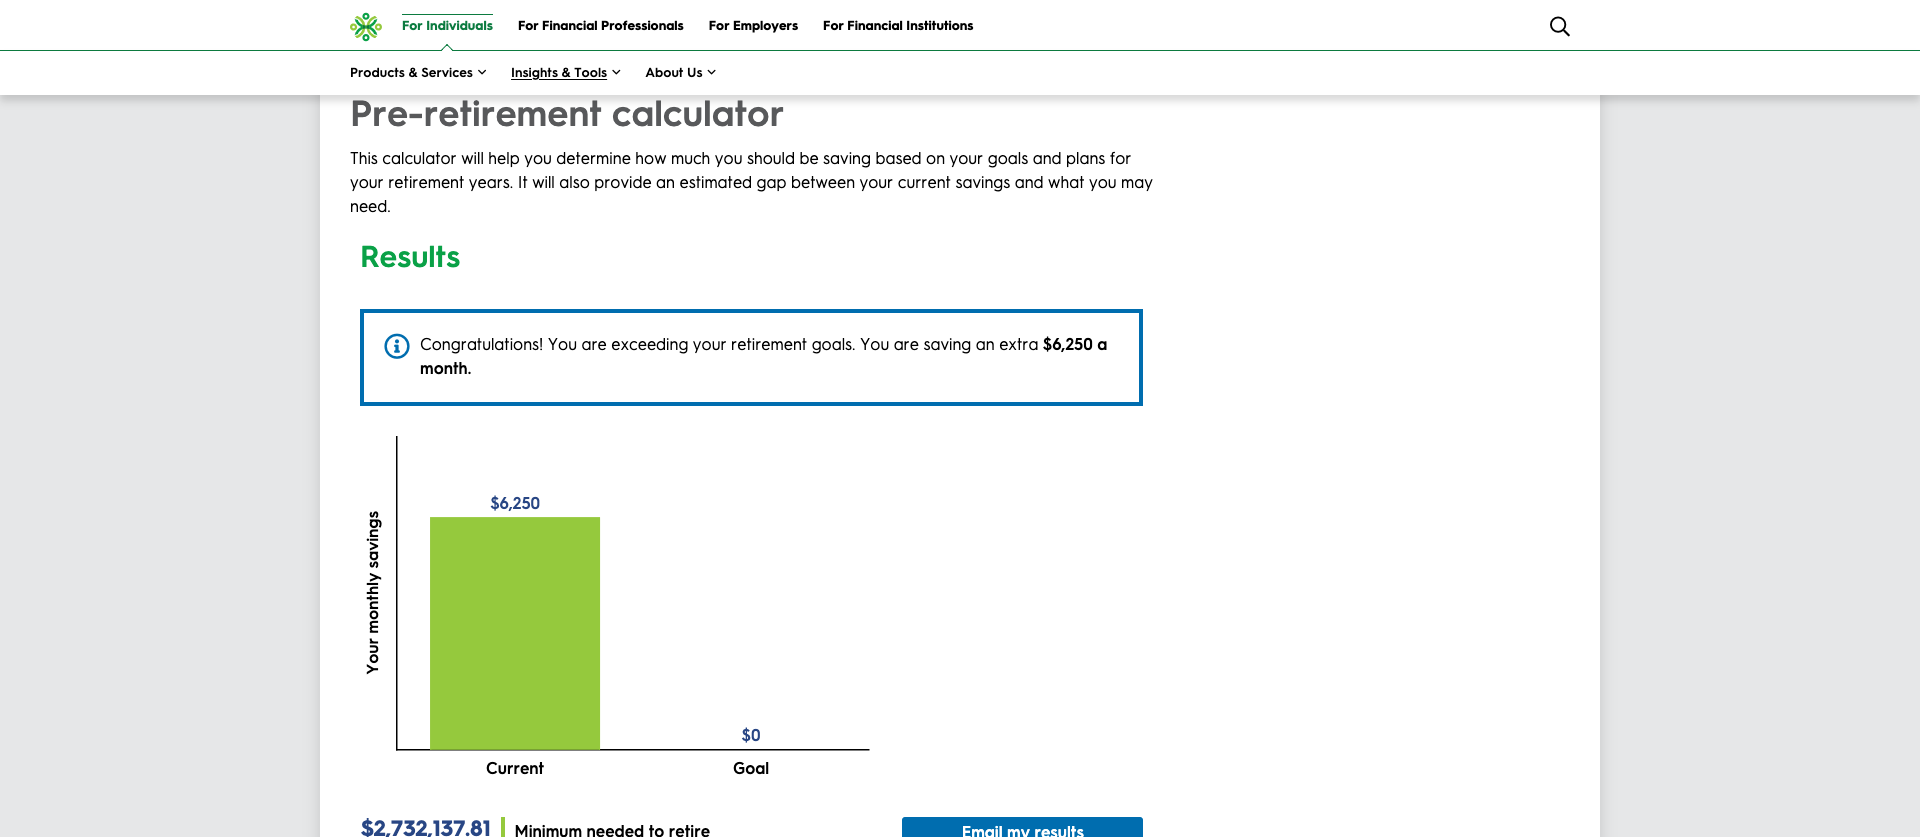 For Individuals For Financial Professionals For Employers For Financial Institutions
Products & Services Insights & Tools About Us
Pre-retirement calculator
This calculator will help you determine how much you should be saving based on your goals and plans for
your retirement years. It will also provide an estimated gap between your current savings and what you may
need.
Results
Congratulations! You are exceeding your retirement goals. You are saving an extra $6,250 a
month.
Your monthly savings
$6,250
$0
Current Goal
$2,732,137.81 Minimum needed to retire Email my results